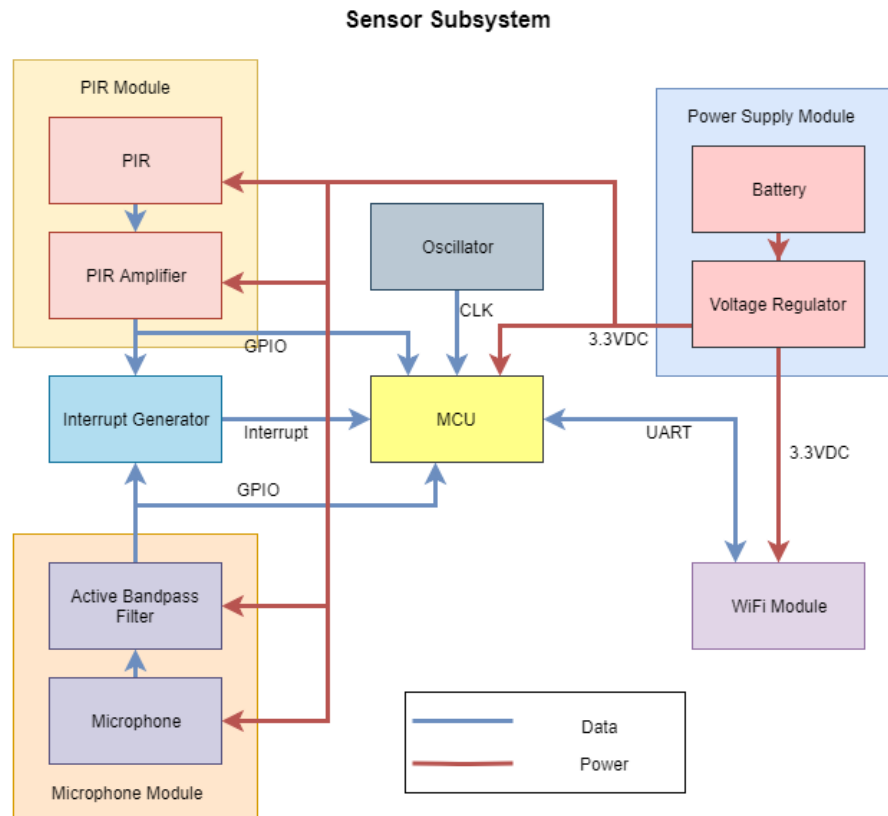 Sensor Subsystem
PIR Module
PIR
PIR Amplifier
Power Supply Module
Battery
Voltage Regulator
Oscillator
CLK
GPIO
3.3VDC
Interrupt Generator
Interrupt
MCU
UART
3.3VDC
GPIO
Active Bandpass
Filter
Microphone
Microphone Module
WiFi Module
Data
Power